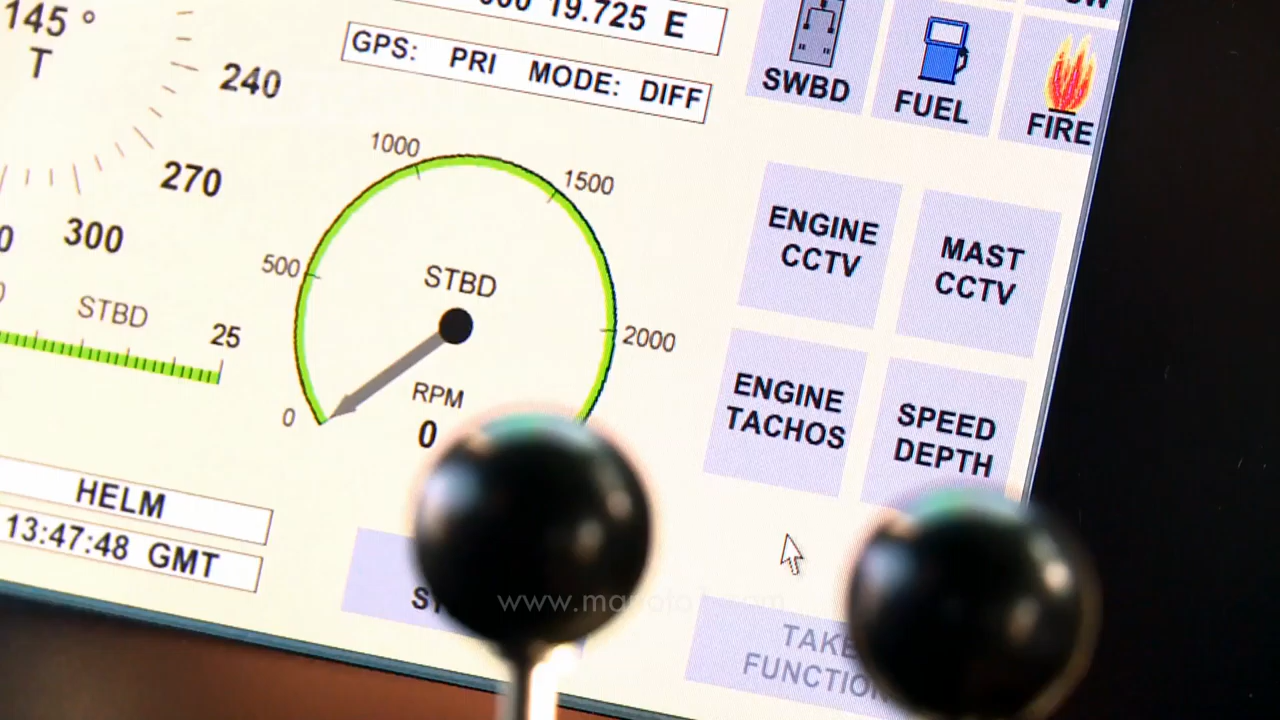 145 °
T
19.725 E
GPS: PRI MODE: DIFF
SWBD
FUEL
FIRE
240
270
300
1000
1500
500
2000
0
STBD
RPM
0
STBD
25
ENGINE
CCTV
MAST
CCTV
ENGINE
TACHOS
SPEED
DEPTH
HELM
13:47:48 GMT
TAKE